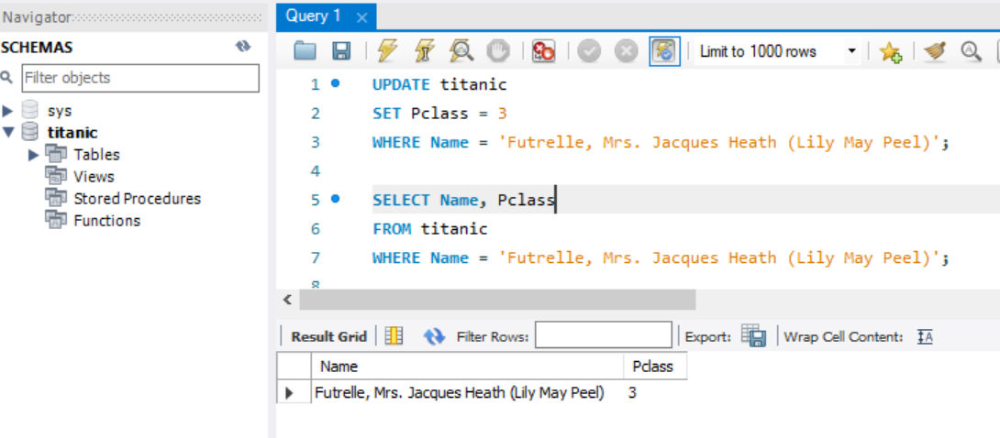 Navigator
SCHEMAS
Filter objects
sys
titanic
Tables
Views
Stored Procedures
Functions
Query 1
Limit to 1000 rows
1 UPDATE titanic
2 SET Pclass = 3
3 WHERE Name = 'Futrelle, Mrs. Jacques Heath (Lily May Peel)';
4
5 SELECT Name, Pclass
6 FROM titanic
7 WHERE Name = 'Futrelle, Mrs. Jacques Heath (Lily May Peel)';
8
Result Grid Filter Rows: Export: Wrap Cell Content: IA
Name Pclass
Futrelle, Mrs. Jacques Heath (Lily May Peel) 3